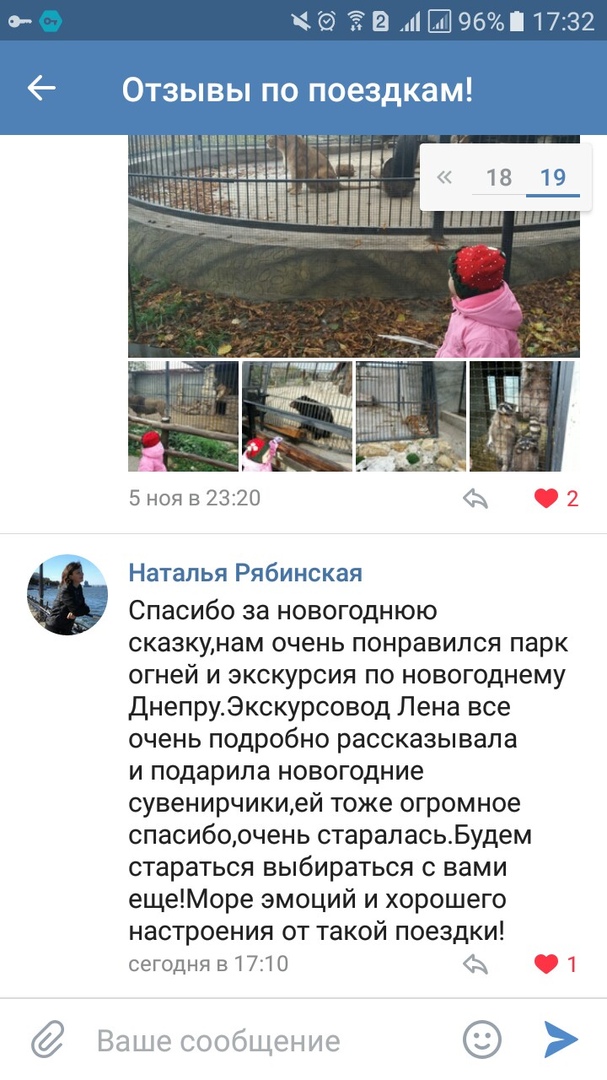 2 96% 17:32
Отзывы по поездкам!
« 18 19
5 ноя в 23:20
2
Наталья Рябинская
Спасибо за новогоднюю
сказку,нам очень понравился парк
огней и экскурсия по новогоднему
Днепру.Экскурсовод Лена все
очень подробно рассказывала
и подарила новогодние
сувенирчики,ей тоже огромное
спасибо,очень старалась.Будем
стараться выбираться с вами
еще!Море эмоций и хорошего
настроения от такой поездки!
сегодня в 17:10
1
Ваше сообщение